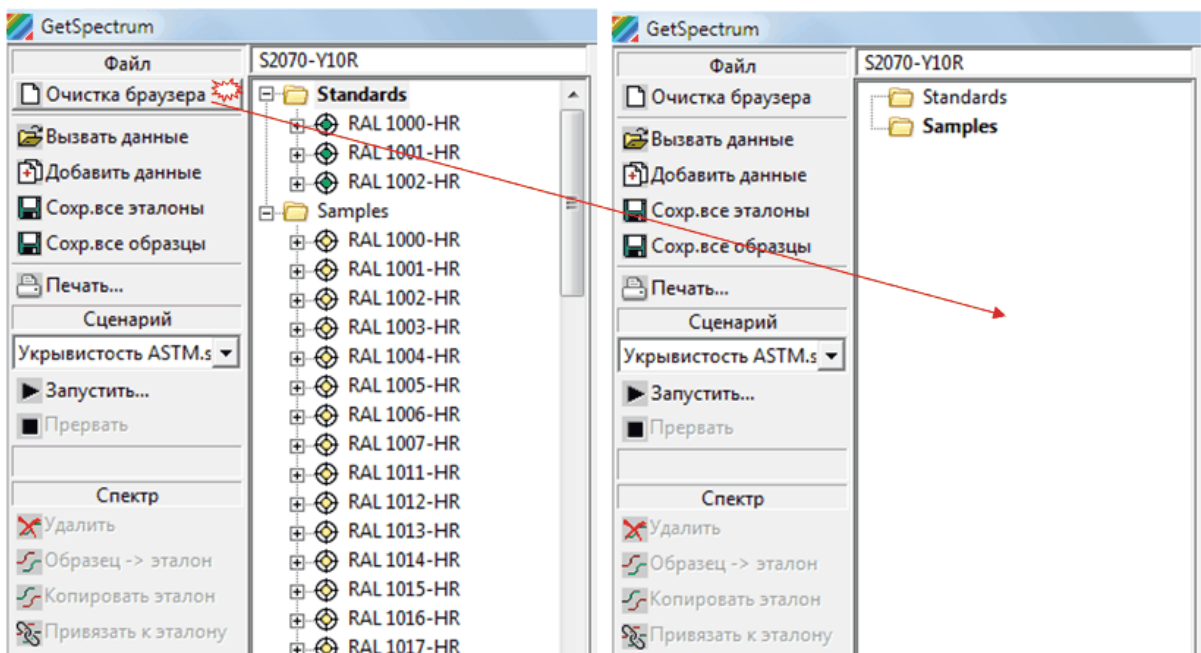 GetSpectrum
Файл
Очистка браузера
Вызвать данные
Добавить данные
Сохр.все эталоны
Сохр.все образцы
Печать...
Сценарий
Укрывистость ASTM.s
Запустить...
Прервать
Спектр
Удалить
Образец -> эталон
Копировать эталон
Привязать к эталону
S2070-Y10R
Standards
RAL 1000-HR
RAL 1001-HR
RAL 1002-HR
Samples
RAL 1000-HR
RAL 1001-HR
RAL 1002-HR
RAL 1003-HR
RAL 1004-HR
RAL 1005-HR
RAL 1006-HR
RAL 1007-HR
RAL 1011-HR
RAL 1012-HR
RAL 1013-HR
RAL 1014-HR
RAL 1015-HR
RAL 1016-HR
RAL 1017-HR
GetSpectrum
Файл
Очистка браузера
Вызвать данные
Добавить данные
Сохр.все эталоны
Сохр.все образцы
Печать...
Сценарий
Укрывистость ASTM.s
Запустить...
Прервать
Спектр
Удалить
Образец -> эталон
Копировать эталон
Привязать к эталону
S2070-Y10R
Standards
Samples